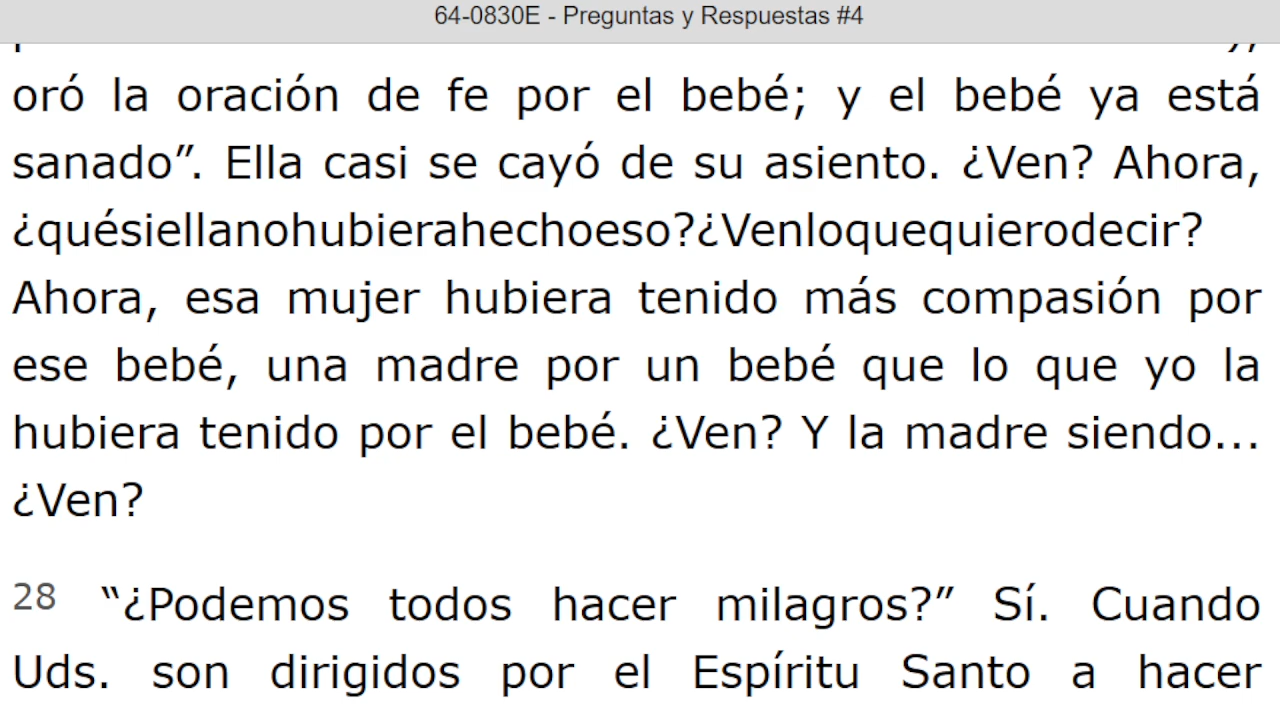 64-0830E - Preguntas y Respuestas #4
oró la oración de fe por el bebé; y el bebé ya está
sanado”. Ella casi se cayó de su asiento. ¿Ven? Ahora,
¿quésiellanohubierahechoeso?¿Venloquequierodecir?
Ahora, esa mujer hubiera tenido más compasión por
ese bebé, una madre por un bebé que lo que yo la
hubiera tenido por el bebé. ¿Ven? Y la madre siendo...
¿Ven?
28 “¿Podemos todos hacer milagros?” Sí. Cuando
Uds. son dirigidos por el Espíritu Santo a hacer